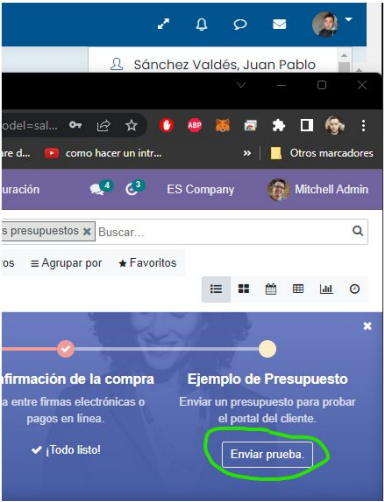 Sánchez Valdés, Juan Pablo
odel=sal...
ABP
are d... como hacer un intr... » Otros marcadores
uración 4 3 ES Company Mitchell Admin
s presupuestos × Buscar...
ros Agrupar por Favoritos
×
nfirmación de la compra
a entre firmas electrónicas o
pagos en línea.
¡Todo listo!
Ejemplo de Presupuesto
Enviar un presupuesto para probar
el portal del cliente.
Enviar prueba.